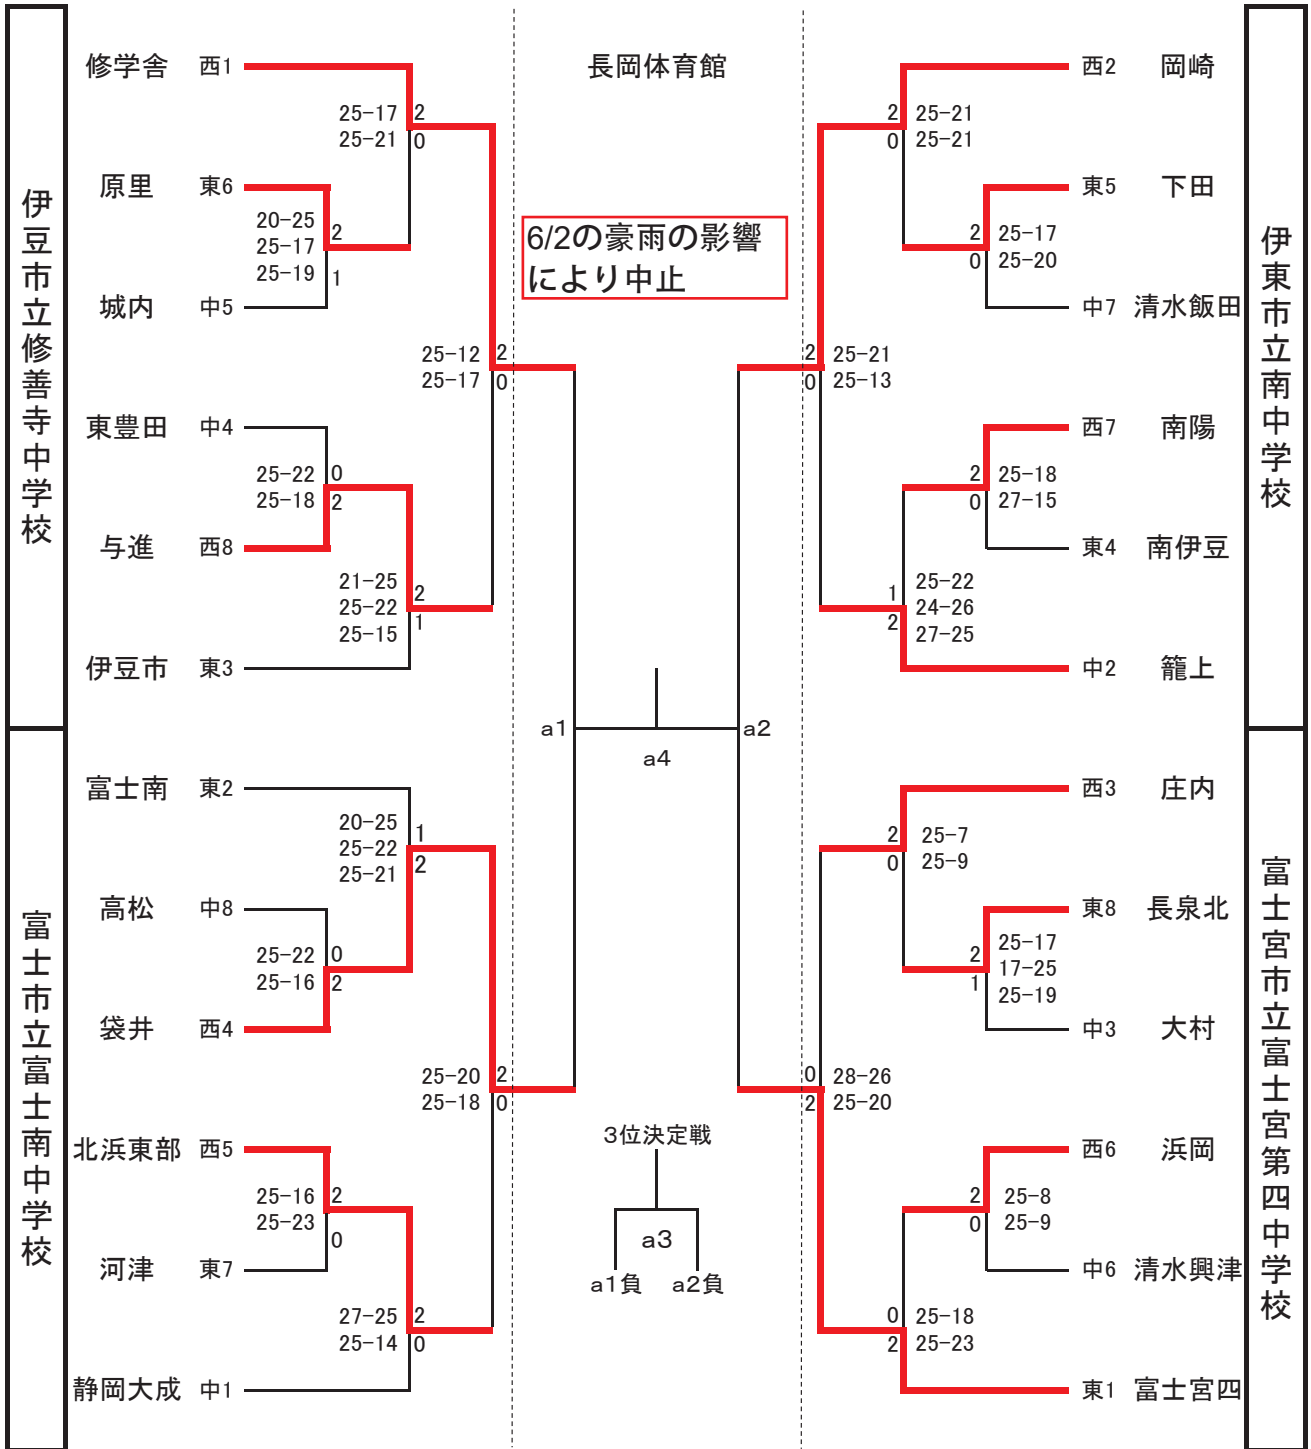 伊豆市立修善寺中学校
富士市立富士南中学校
修学舎 西1
25-17 2
25-21 0
原里 東6
20-25
25-17 2
25-19 1
城内 中5
25-12 2
25-17 0
東豊田 中4
25-22 0
25-18 2
与進 西8
21-25
25-22 2
25-15 1
伊豆市 東3
富士南 東2
20-25 1
25-22
25-21 2
高松 中8
25-22 0
25-16 2
袋井 西4
25-20 2
25-18 0
北浜東部 西5
25-16 2
25-23
0
河津 東7
27-25 2
25-14 0
静岡大成 中1
長岡体育館
6/2の豪雨の影響
により中止
a1
a2
a4
3位決定戦
a3
a1負 a2負
西2 岡崎
2 25-21
0 25-21
東5 下田
2 25-17
0 25-20
中7 清水飯田
2 25-21
0 25-13
西7 南陽
2 25-18
0 27-15
東4 南伊豆
25-22
1 24-26
2 27-25
中2 籠上
西3 庄内
2 25-7
0 25-9
東8 長泉北
25-17
2 17-25
1 25-19
中3 大村
0 28-26
2 25-20
西6 浜岡
2 25-8
0 25-9
中6 清水興津
0 25-18
2 25-23
東1 富士宮四
伊東市立南中学校
富士宮市立富士宮第四中学校